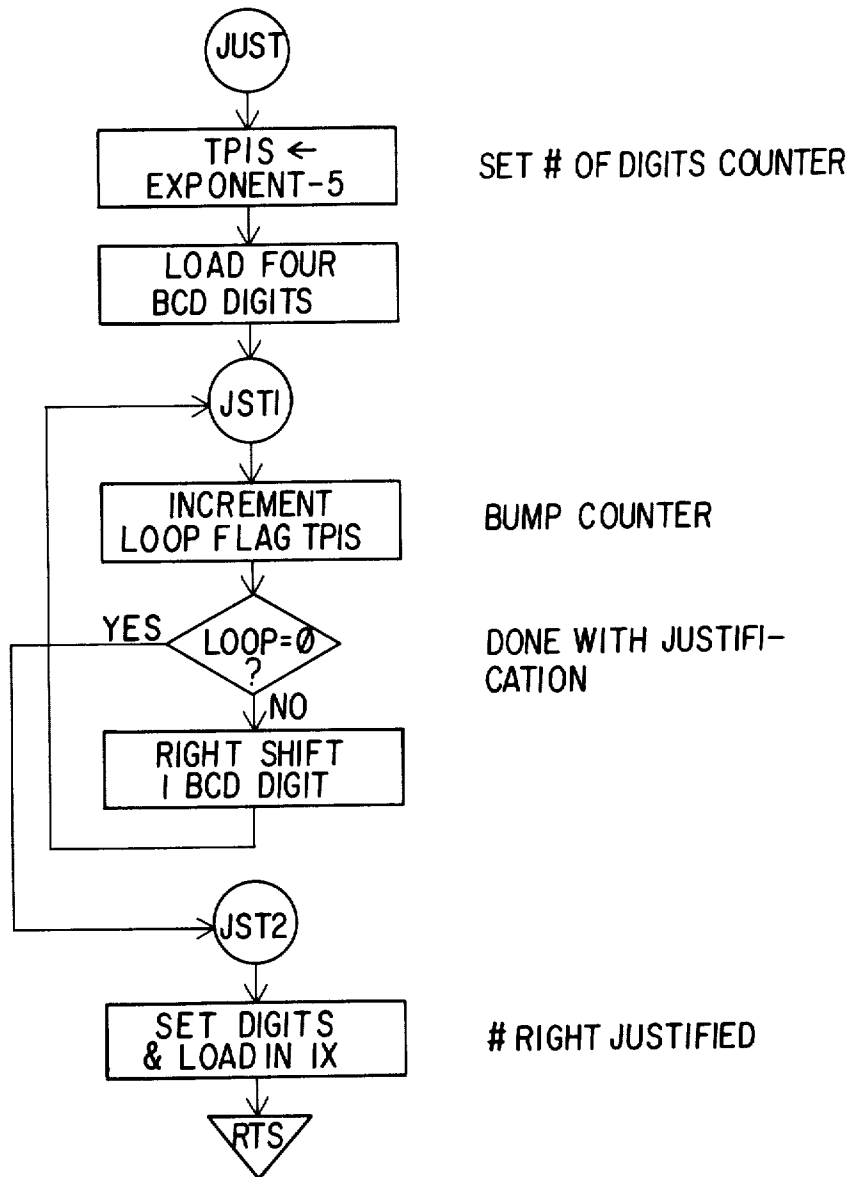 JUST
TPIS ←
EXPONENT-5
SET # OF DIGITS COUNTER
LOAD FOUR
BCD DIGITS
JST1
INCREMENT
LOOP FLAG TPIS
BUMP COUNTER
YES
LOOP=Ø
?
DONE WITH JUSTIFI-
CATION
NO
RIGHT SHIFT
1 BCD DIGIT
JST2
SET DIGITS
& LOAD IN IX
# RIGHT JUSTIFIED
RTS